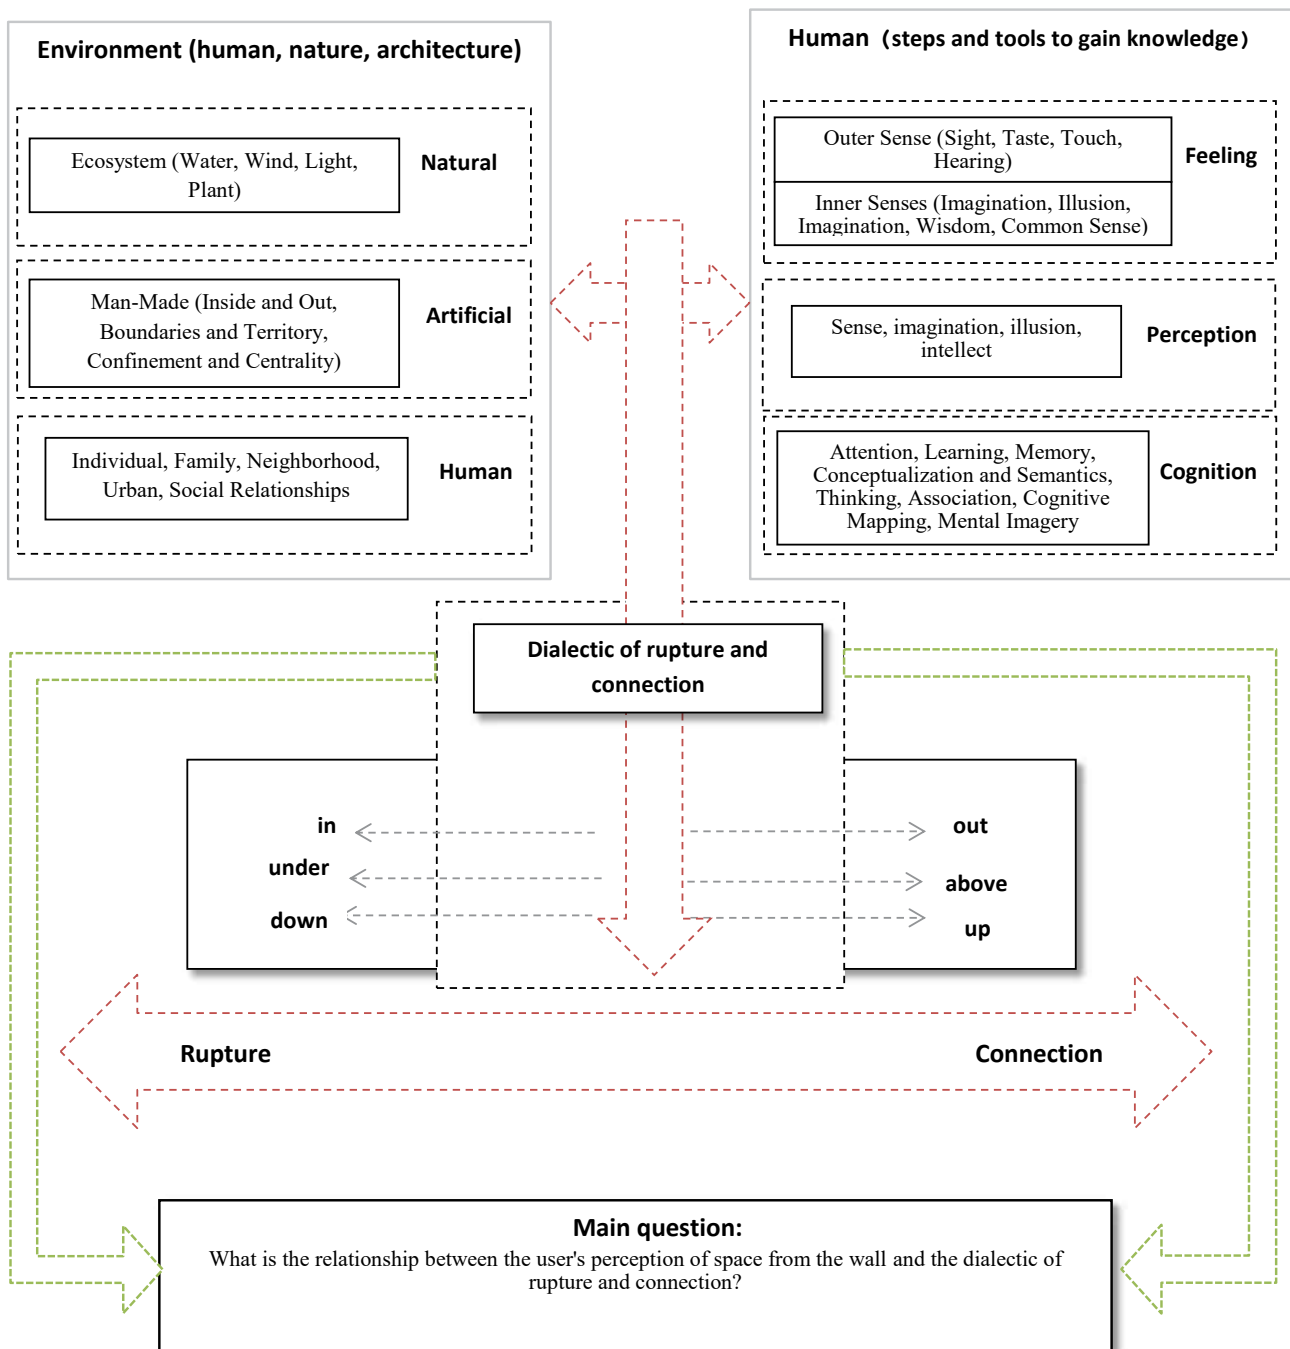 Environment (human, nature, architecture)
Ecosystem (Water, Wind, Light,
Plant)
Natural
Man-Made (Inside and Out,
Boundaries and Territory,
Confinement and Centrality)
Artificial
Individual, Family, Neighborhood,
Urban, Social Relationships
Human
Human (steps and tools to gain knowledge)
Outer Sense (Sight, Taste, Touch,
Hearing)
Feeling
Inner Senses (Imagination, Illusion,
Imagination, Wisdom, Common Sense)
Sense, imagination, illusion,
intellect
Perception
Attention, Learning, Memory,
Conceptualization and Semantics,
Thinking, Association, Cognitive
Mapping, Mental Imagery
Cognition
Dialectic of rupture and
connection
in
out
under
above
down
up
Rupture
Connection
Main question:
What is the relationship between the user's perception of space from the wall and the dialectic of
rupture and connection?